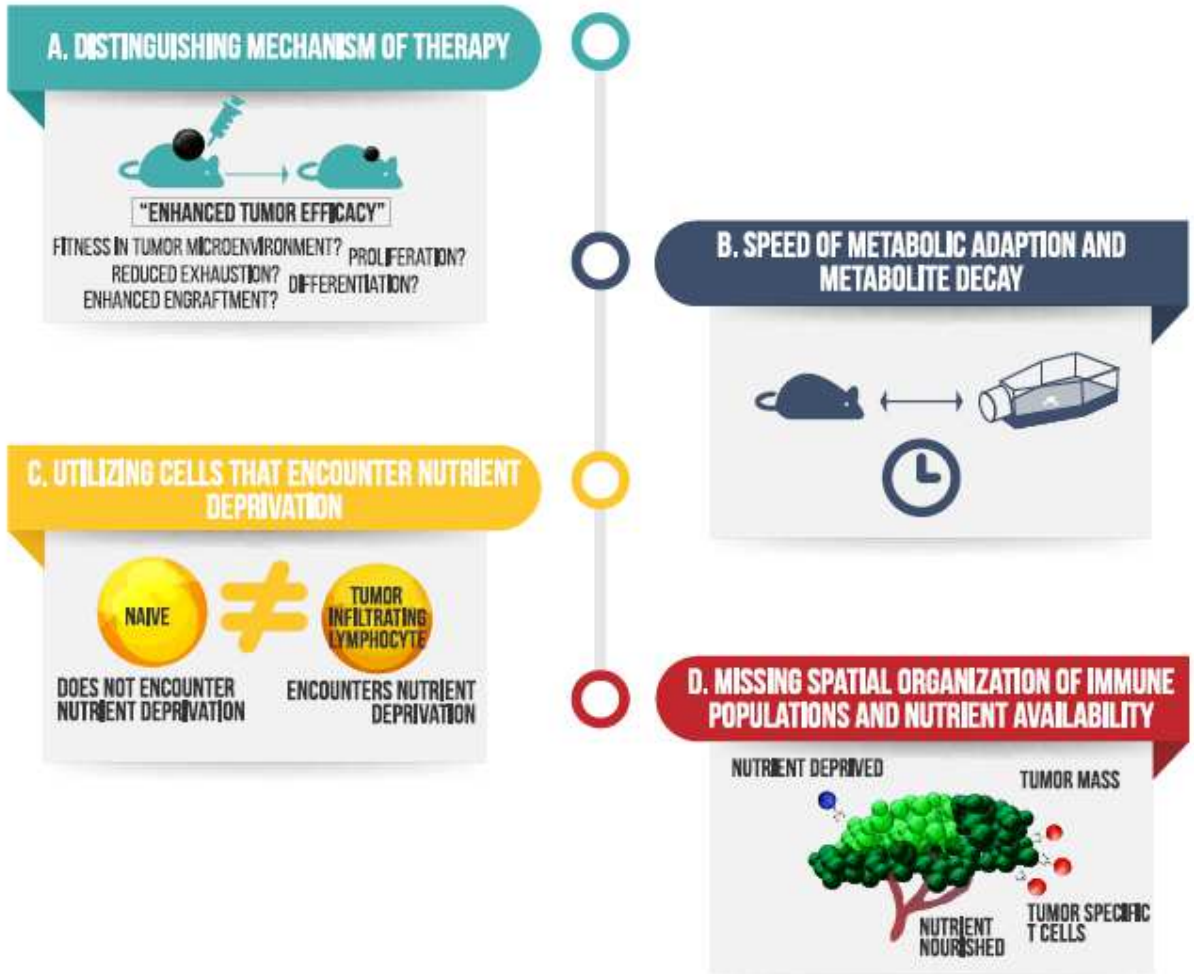 A. DISTINGUISHING MECHANISM OF THERAPY
"ENHANCED TUMOR EFFICACY"
FITNESS IN TUMOR MICROENVIRONMENT?
PROLIFERATION?
REDUCED EXHAUSTION?
DIFFERENTIATION?
ENHANCED ENGRAFTMENT?
B. SPEED OF METABOLIC ADAPTION AND
METABOLITE DECAY
C. UTILIZING CELLS THAT ENCOUNTER NUTRIENT
DEPRIVATION
NAIVE
≠
TUMOR
INFILTRATING
LYMPHOCYTE
DOES NOT ENCOUNTER
NUTRIENT DEPRIVATION
ENCOUNTERS NUTRIENT
DEPRIVATION
D. MISSING SPATIAL ORGANIZATION OF IMMUNE
POPULATIONS AND NUTRIENT AVAILABILITY
NUTRIENT DEPRIVED
TUMOR MASS
NUTRIENT
NOURISHED
TUMOR SPECIFIC
T CELLS